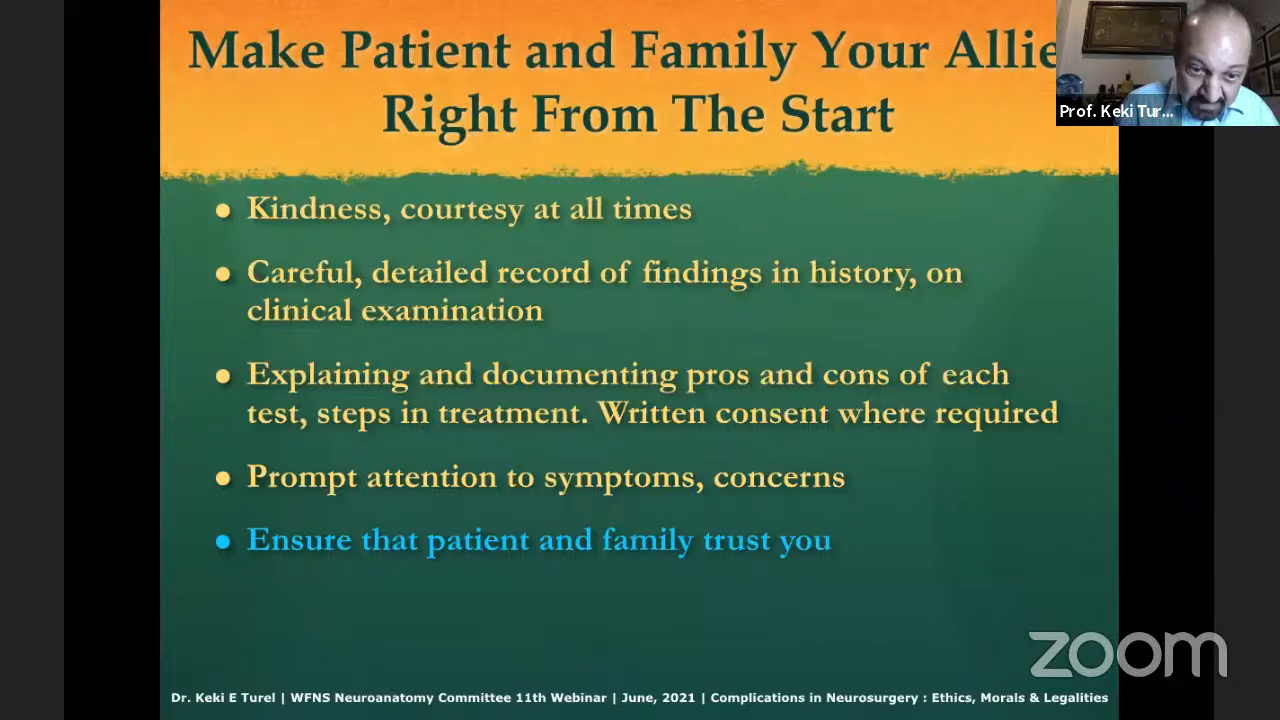 Make Patient and Family Your Allie
Right From The Start
Prof. Keki Tur...
• Kindness, courtesy at all times
• Careful, detailed record of findings in history, on
clinical examination
• Explaining and documenting pros and cons of each
test, steps in treatment. Written consent where required
• Prompt attention to symptoms, concerns
• Ensure that patient and family trust you
zoom
Dr. Keki E Turel | WFNS Neuroanatomy Committee 11th Webinar | June, 2021 | Complications in Neurosurgery : Ethics, Morals & Legalities